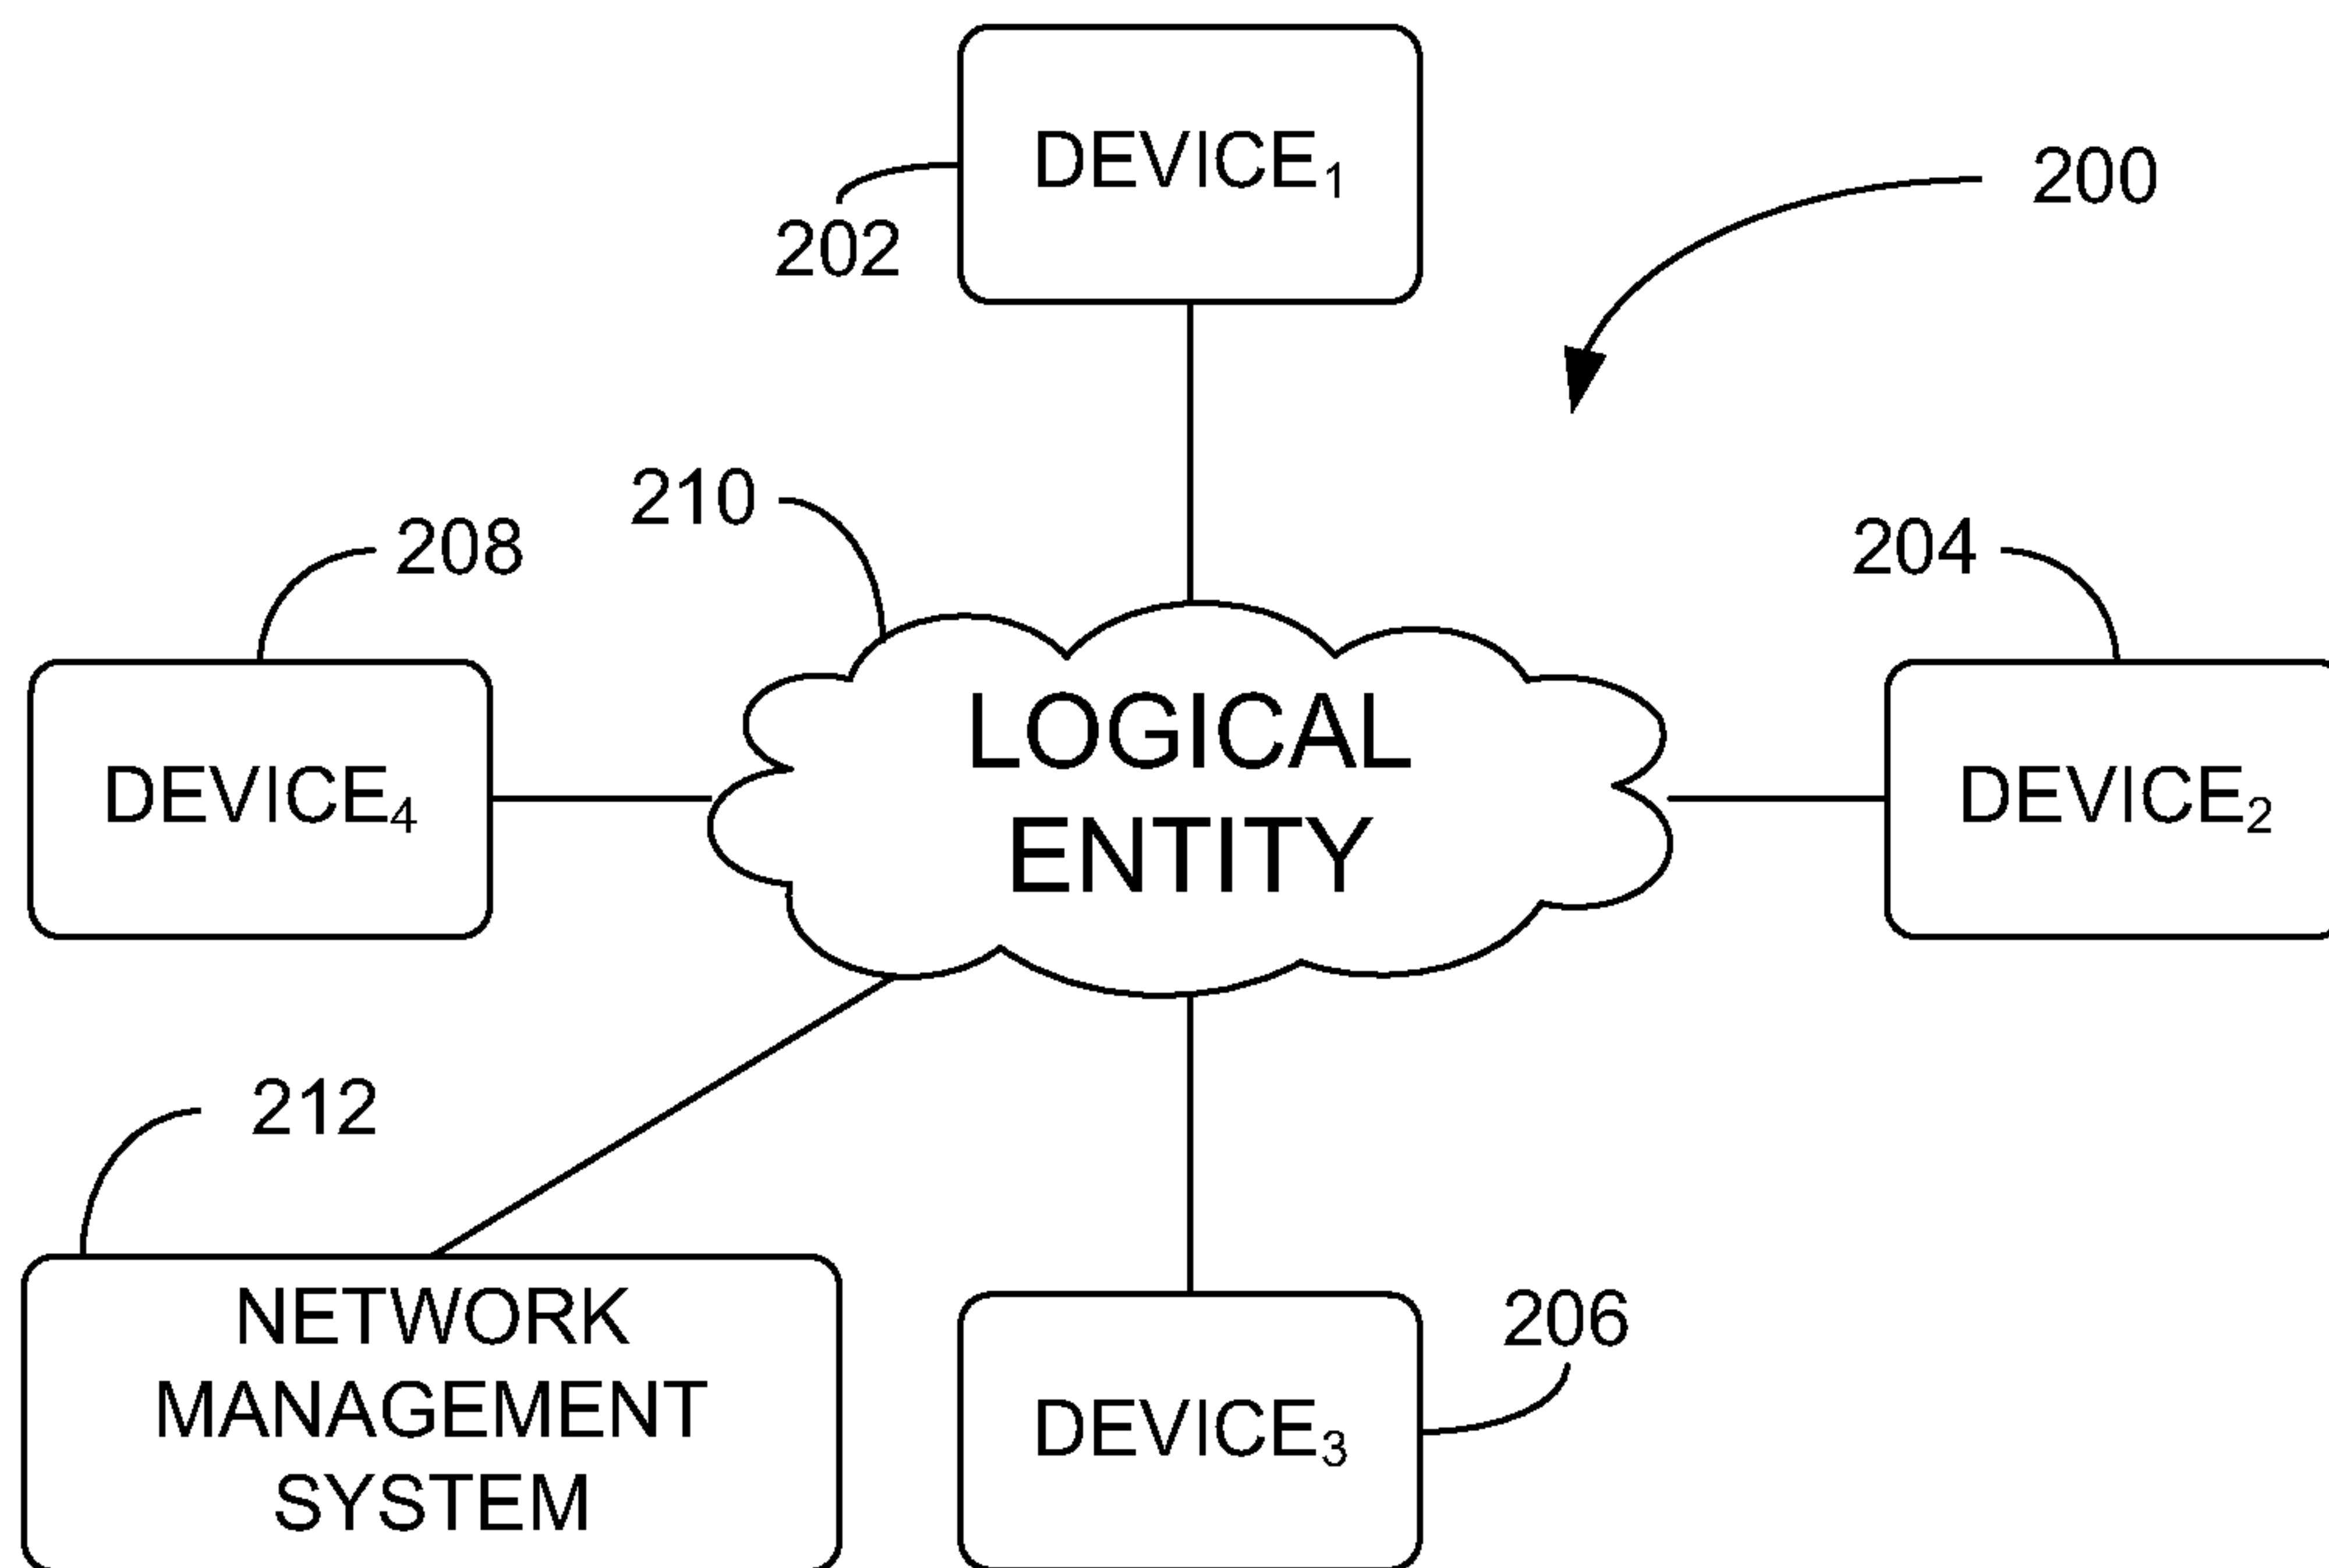 DEVICE₁
200
202
210
208
204
LOGICAL
ENTITY
DEVICE₄
DEVICE₂
212
NETWORK
MANAGEMENT
SYSTEM
206
DEVICE₃